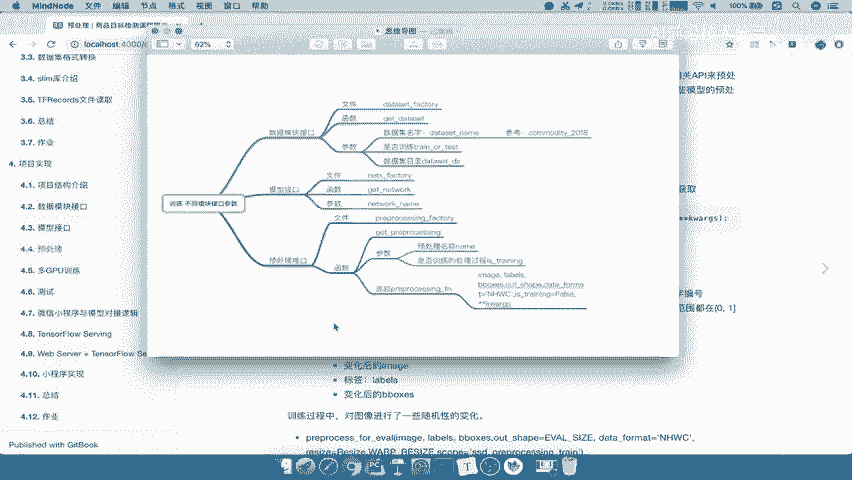 MindNode 文件 编辑 插入 节点 格式 视图 窗口 帮助
100%
预处理 | 商品目标检测课程
localhost:4000/
62%
思维导图
3.3. 数据集格式转换
3.4. slim库介绍
3.5. TFRecords文件读取
3.6. 总结
3.7. 作业
4. 项目实现
4.1. 项目结构介绍
4.2. 数据模块接口
4.3. 模型接口
4.4. 预处理
4.5. 多GPU训练
4.6. 测试
4.7. 微信小程序与模型对接逻辑
4.8. TensorFlow Serving
4.9. Web Server + TensorFlow Se
4.10. 小程序实现
4.11. 总结
4.12. 作业
Published with GitBook
训练 不同模块接口参数
数据模块接口
文件 dataset_factory
函数 get_dataset
参数
数据集名字：dataset_name 参考：commodity_2018
是否训练train_or_test
数据集目录dataset_dir
模型接口
文件 nets_factory
函数 get_network
参数 network_name
预处理接口
文件 preprocessing_factory
函数
get_preprocessing
参数
预处理名称name
是否训练的处理过程is_training
返回preprocessing_fn
image, labels,
bboxes,out_shape,data_forma
t='NHWC',is_training=False,
**kwargs
关API来预处
些模型的预处
获取
**kwargs):
字编号
范围都在[0, 1]
变化后的image
标签：labels
变化后的bboxes
训练过程中，对图像进行了一些随机性的变化。
preprocess_for_eval(image, labels, bboxes,out_shape=EVAL_SIZE, data_format='NHWC',
resize=Resize.WARP_RESIZE,scope='ssd_preprocessing_train')